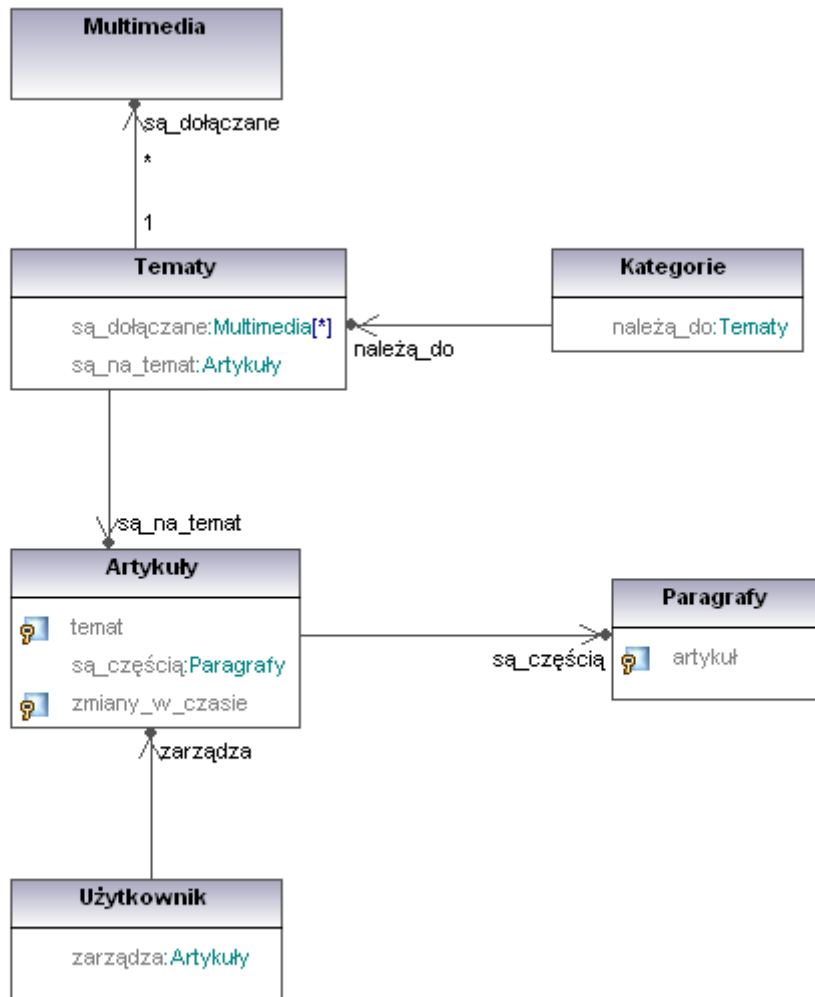 Multimedia
są_dołączane
*
1
Tematy
są_dołączane:Multimedia[*]
są_na_temat:Artykuły
Kategorie
należą_do:Tematy
należą_do
są_na_temat
Artykuły
temat
są_częścią:Paragrafy
zmiany_w_czasie
są_częścią
Paragrafy
artykuł
zarządza
Użytkownik
zarządza:Artykuły